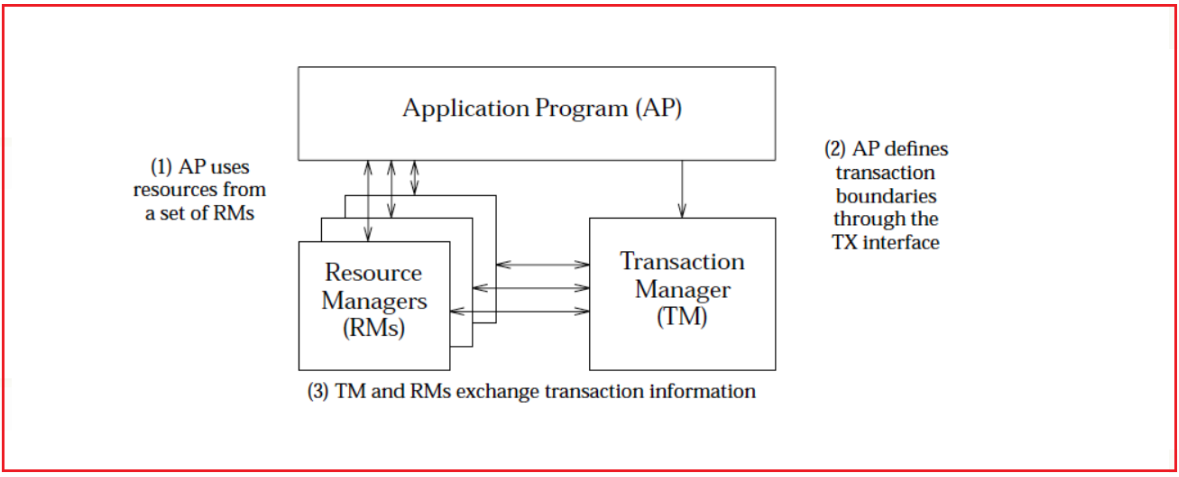 Application Program (AP)
(1) AP uses
resources from
a set of RMs
(2) AP defines
transaction
boundaries
through the
TX interface
Resource
Managers
(RMs)
Transaction
Manager
(TM)
(3) TM and RMs exchange transaction information